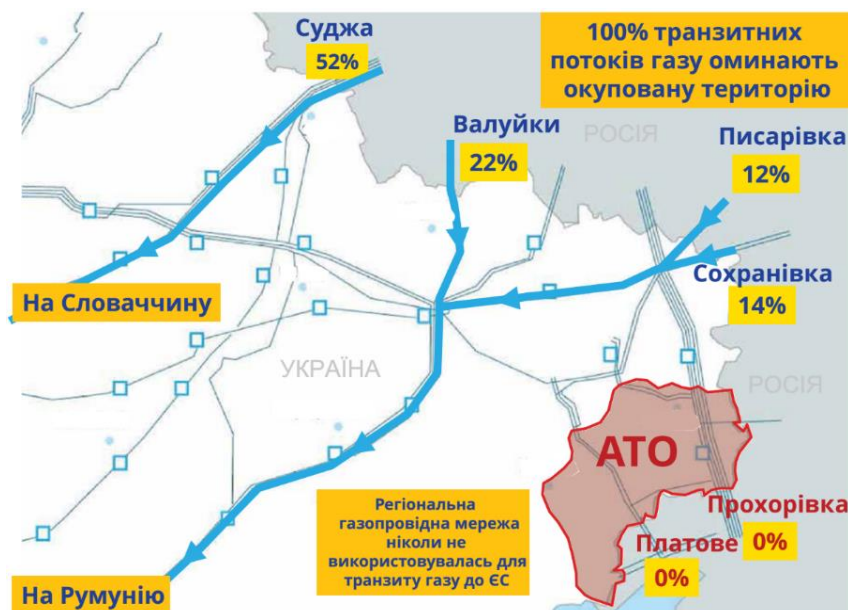 Суджа
52%
100% транзитних
потоків газу оминають
окуповану територію
Валуйки
22%
РОСІЯ
Писарівка
12%
Сохранівка
14%
На Словаччину
УКРАЇНА
РОСІЯ
АТО
Прохорівка
0%
Платове
0%
Регіональна
газопровідна мережа
ніколи не
використовувалась для
транзиту газу до ЄС
На Румунію